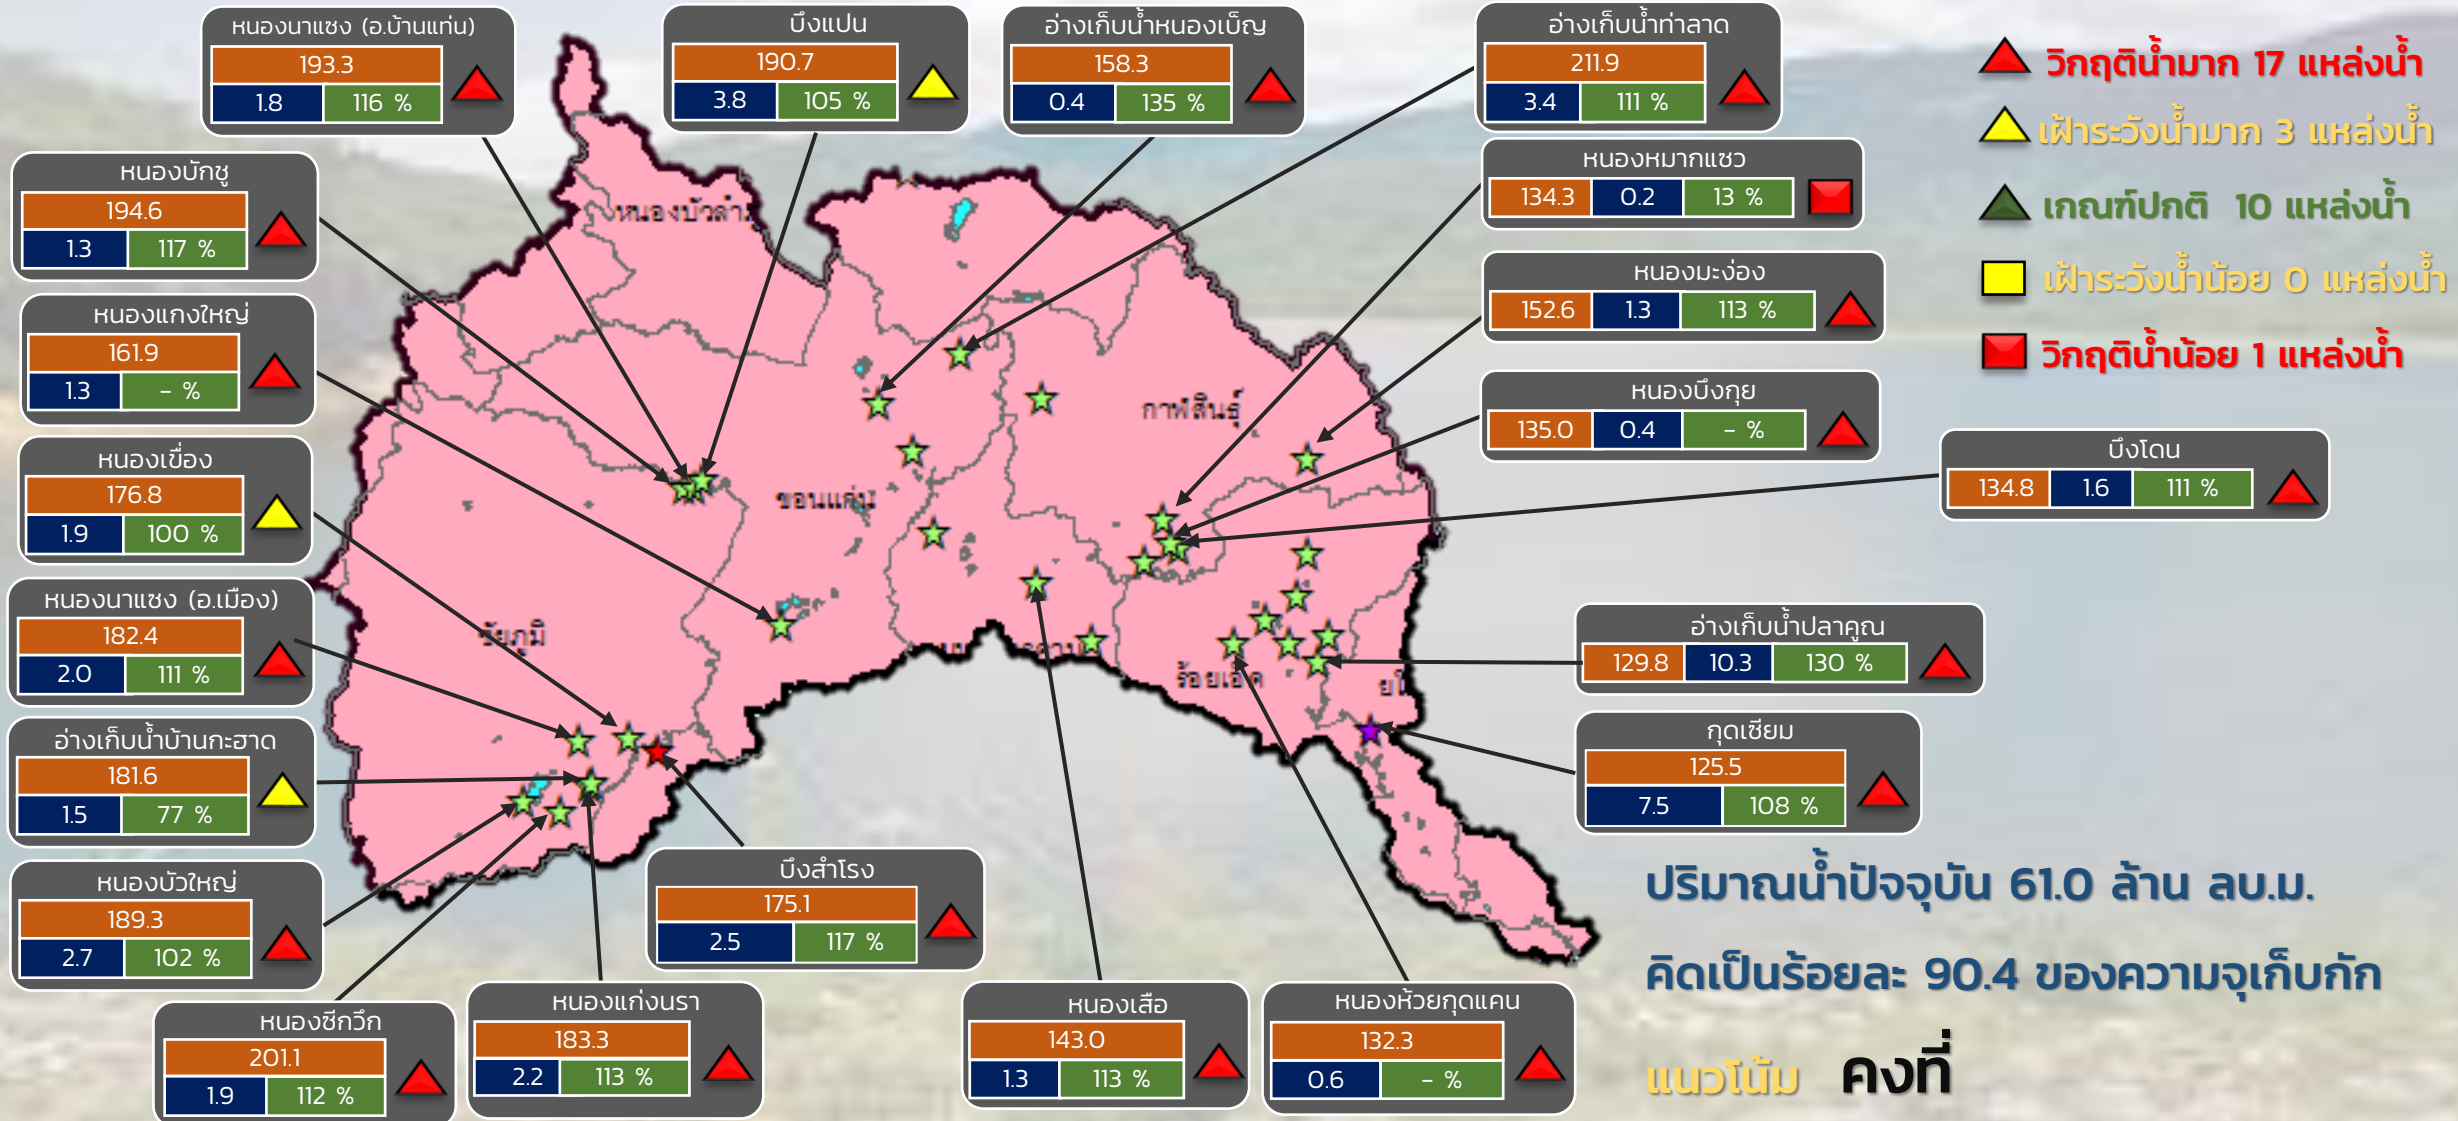 หนองนาแซง (อ.บ้านแท่น)
193.3
1.8 116 %
บึงแปน
190.7
3.8 105 %
อ่างเก็บน้ำหนองเบ็ญ
158.3
0.4 135 %
อ่างเก็บน้ำท่าลาด
211.9
3.4 111 %
วิกฤติน้ำมาก 17 แหล่งน้ำ
เฝ้าระวังน้ำมาก 3 แหล่งน้ำ
เกณฑ์ปกติ 10 แหล่งน้ำ
เฝ้าระวังน้ำน้อย 0 แหล่งน้ำ
วิกฤติน้ำน้อย 1 แหล่งน้ำ
หนองบักชู
194.6
1.3 117 %
หนองหมากแซว
134.3 0.2 13 %
หนองมะง่อง
152.6 1.3 113 %
หนองแกงใหญ่
161.9
1.3 - %
หนองบึงกุย
135.0 0.4 - %
บึงโดน
134.8 1.6 111 %
หนองเขื่อง
176.8
1.9 100 %
หนองนาแซง (อ.เมือง)
182.4
2.0 111 %
อ่างเก็บน้ำปลาคูณ
129.8 10.3 130 %
อ่างเก็บน้ำบ้านกะฮาด
181.6
1.5 77 %
กุดเซียม
125.5
7.5 108 %
หนองบัวใหญ่
189.3
2.7 102 %
บึงสำโรง
175.1
2.5 117 %
หนองซีกวึก
201.1
1.9 112 %
หนองแก่งนรา
183.3
2.2 113 %
หนองเสือ
143.0
1.3 113 %
หนองห้วยกุดแคน
132.3
0.6 - %
หนองบัวลำภ
กาฬสินธุ์
ขอนแก่น
ชัยภูมิ
ร้อยเอ็ด
ปริมาณน้ำปัจจุบัน 61.0 ล้าน ลบ.ม.
คิดเป็นร้อยละ 90.4 ของความจุเก็บกัก
แนวโน้ม คงที่